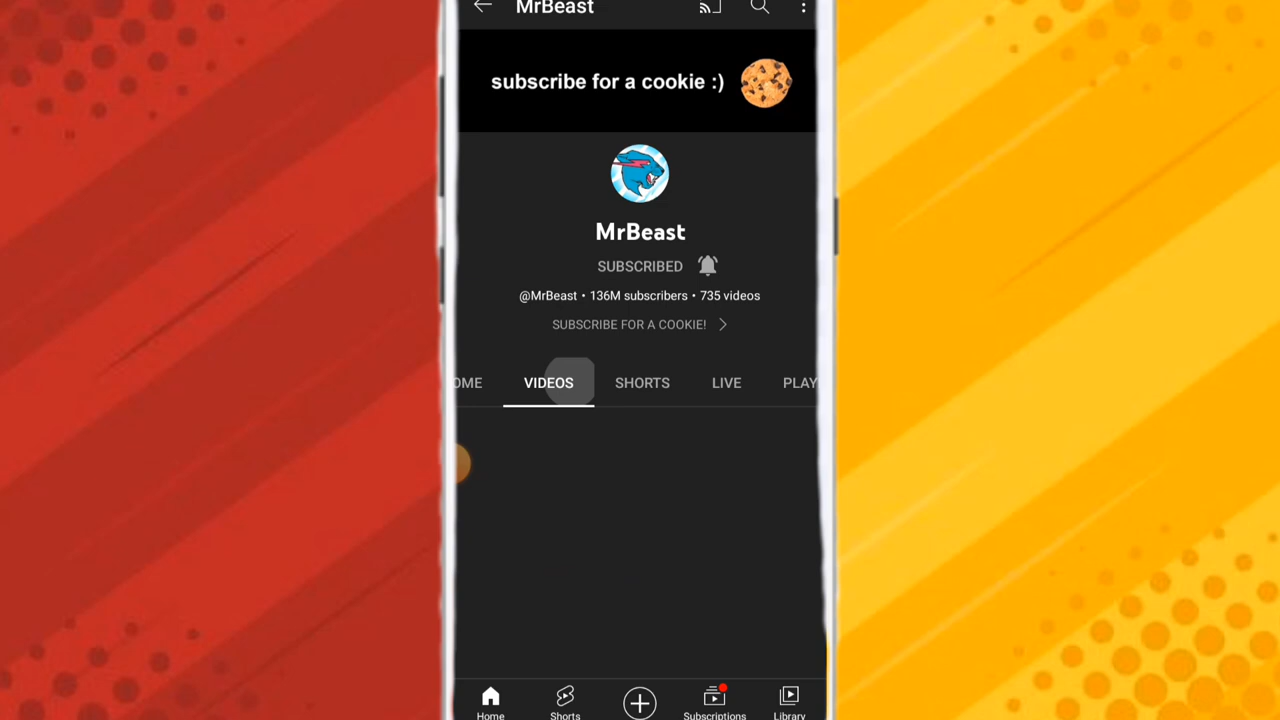 MrBeast
subscribe for a cookie :)
MrBeast
SUBSCRIBED
@MrBeast • 136M subscribers • 735 videos
SUBSCRIBE FOR A COOKIE!
OME VIDEOS SHORTS LIVE PLAY
Home Shorts Subscriptions Library